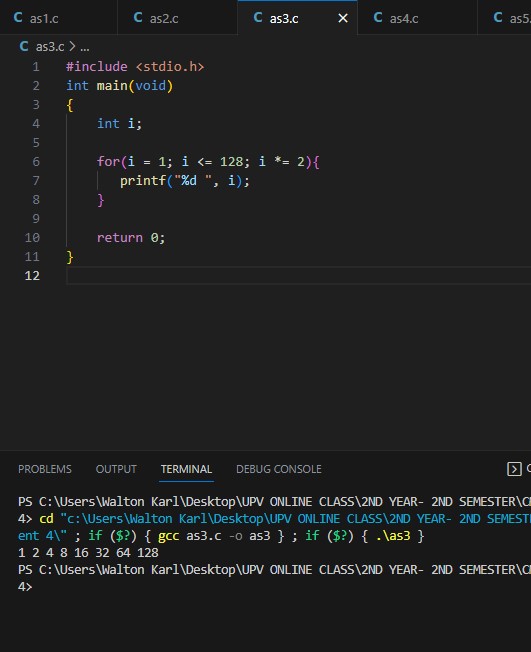 C as1.c C as2.c C as3.c × C as4.c C as5.
C as3.c > ...
1 #include <stdio.h>
2 int main(void)
3 {
4 int i;
5
6 for(i = 1; i <= 128; i *= 2){
7 printf("%d ", i);
8 }
9
10 return 0;
11 }
12
PROBLEMS OUTPUT TERMINAL DEBUG CONSOLE
PS C:\Users\Walton Karl\Desktop\UPV ONLINE CLASS\2ND YEAR- 2ND SEMESTER\C
4> cd "c:\Users\Walton Karl\Desktop\UPV ONLINE CLASS\2ND YEAR- 2ND SEMEST
ent 4\" ; if ($?) { gcc as3.c -o as3 } ; if ($?) { .\as3 }
1 2 4 8 16 32 64 128
PS C:\Users\Walton Karl\Desktop\UPV ONLINE CLASS\2ND YEAR- 2ND SEMESTER\C
4>